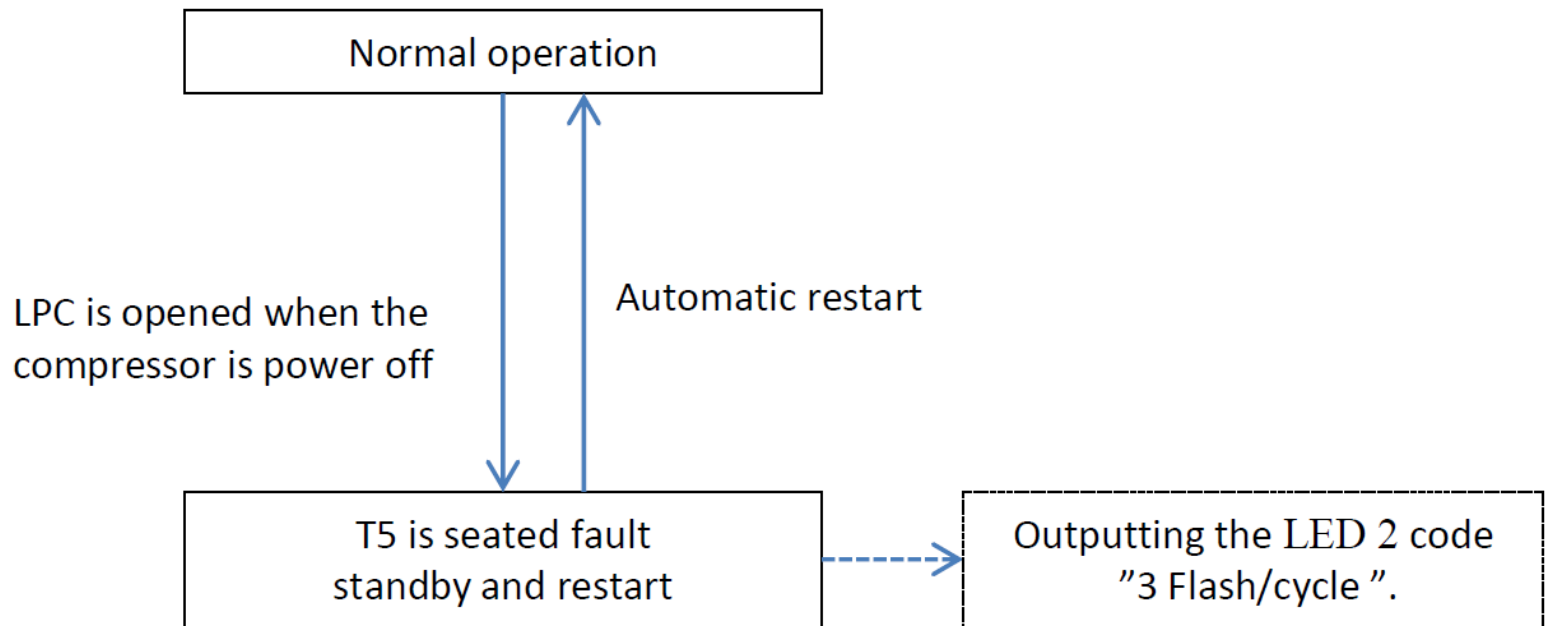 Normal operation
LPC is opened when the
compressor is power off
Automatic restart
T5 is seated fault
standby and restart
Outputting the LED 2 code
”3 Flash/cycle ”.